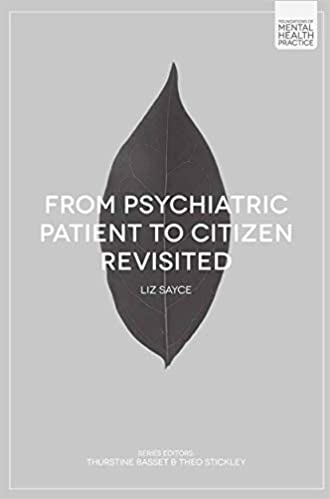 FOUNDATIONS OF
MENTAL
HEALTH
PRACTICE
FROM PSYCHIATRIC
PATIENT TO CITIZEN
REVISITED
LIZ SAYCE
SERIES EDITORS:
THURSTINE BASSET & THEO STICKLEY